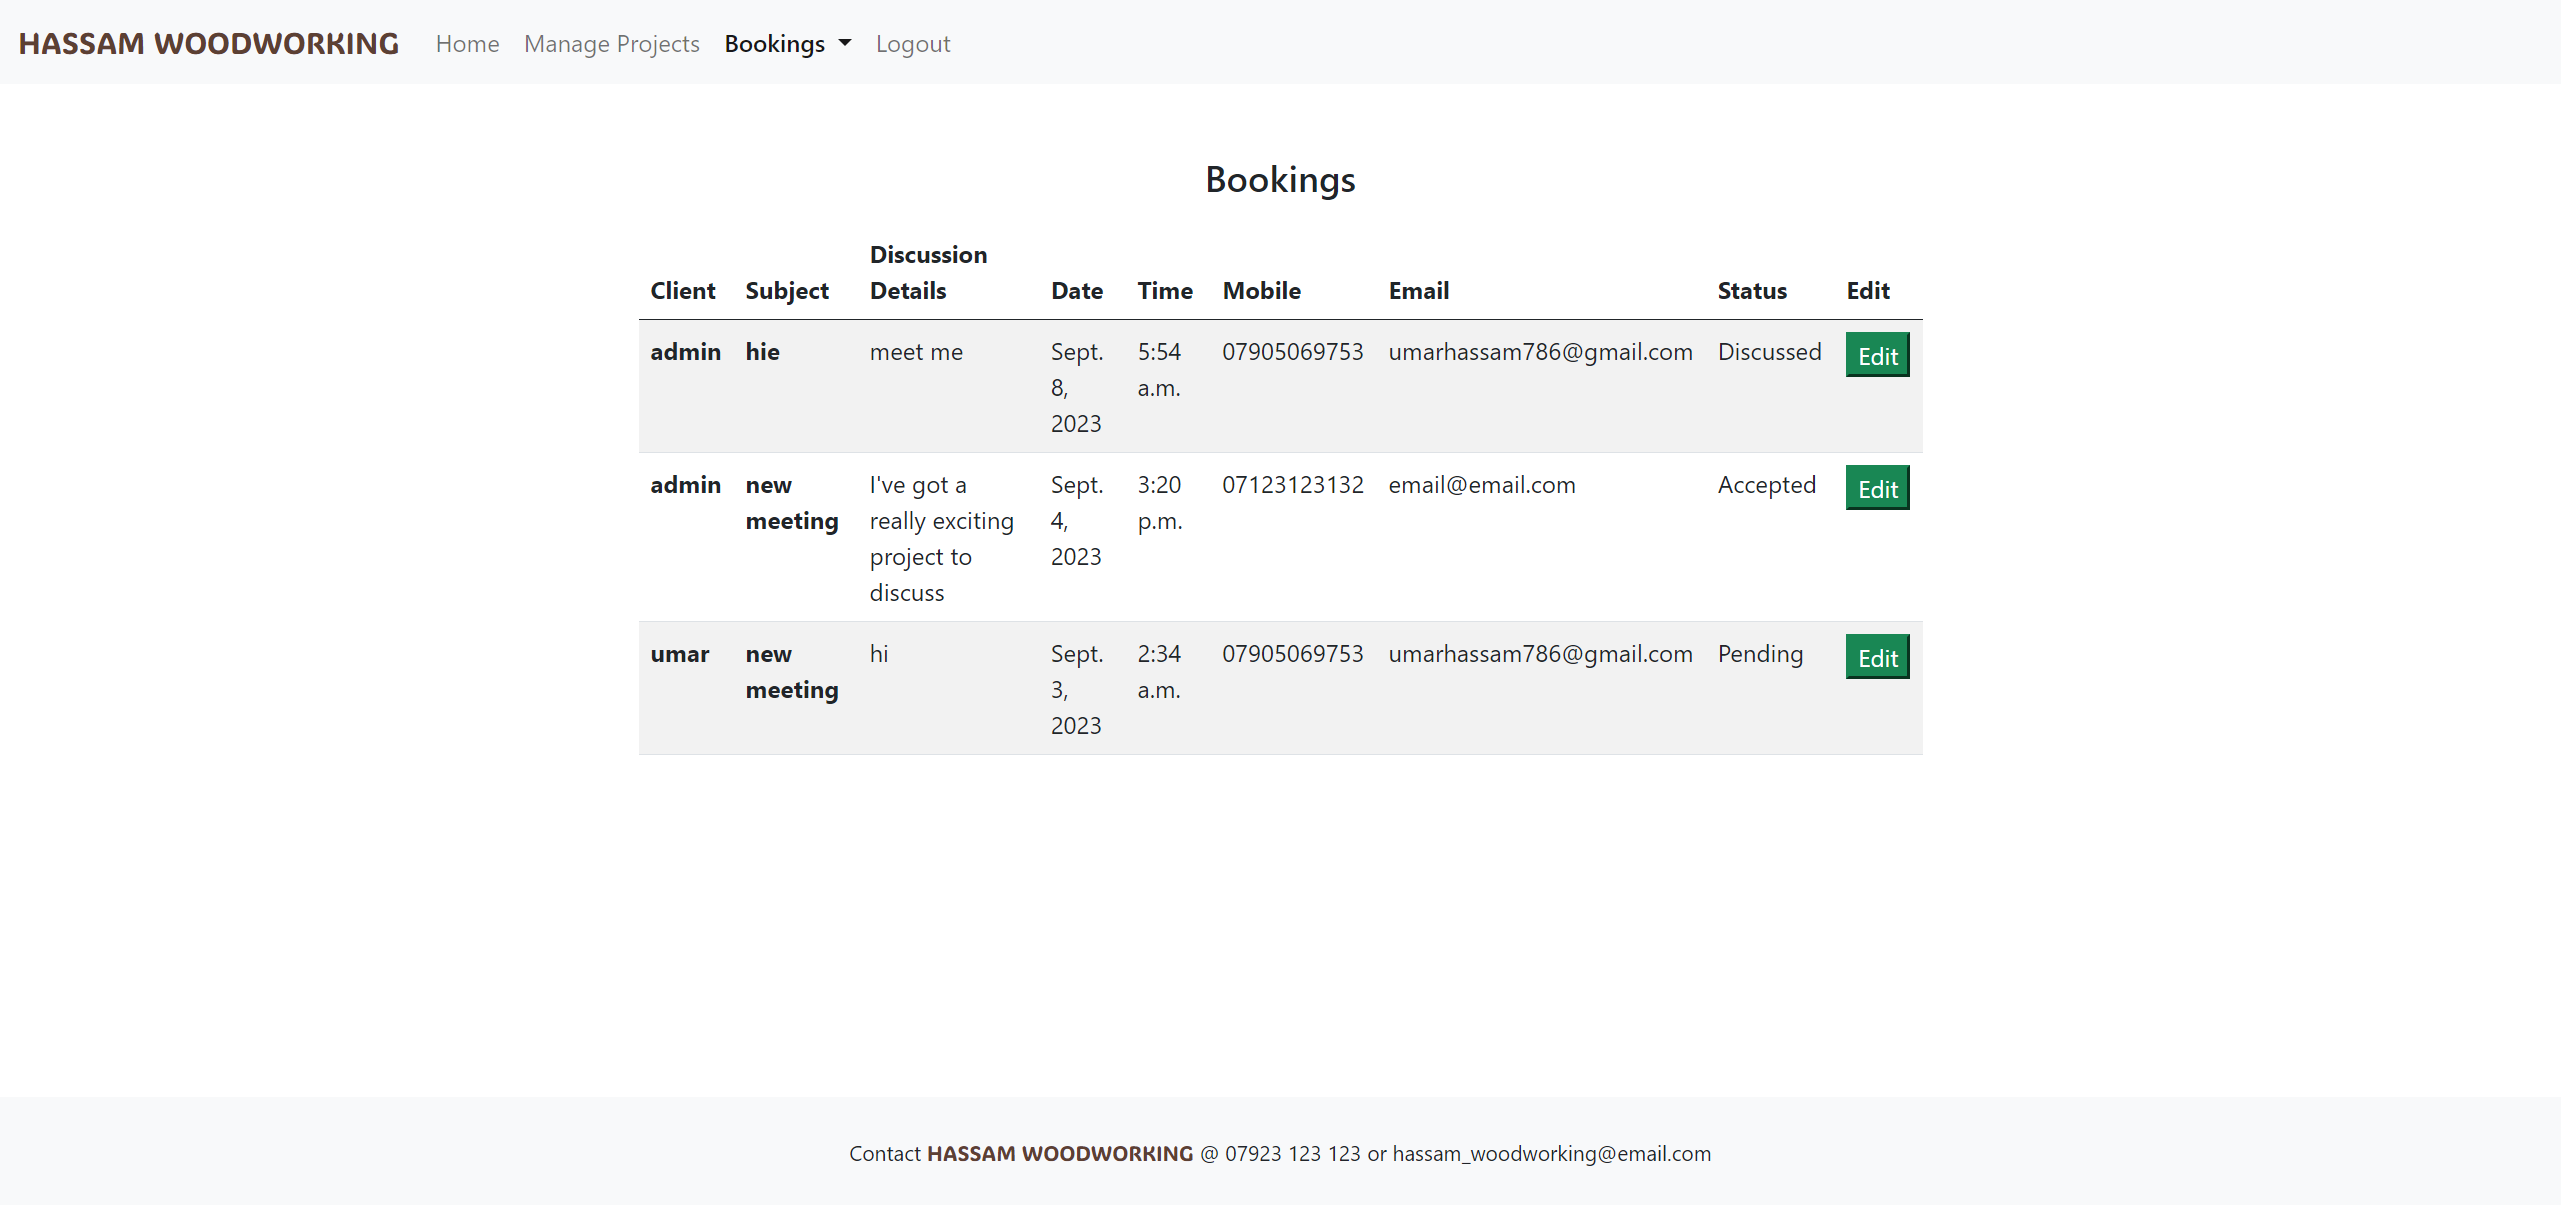 HASSAM WOODWORKING Home Manage Projects Bookings Logout
Bookings
Client Subject Discussion Details Date Time Mobile Email Status Edit
admin hie meet me Sept. 8, 2023 5:54 a.m. 07905069753 umarhassam786@gmail.com Discussed Edit
admin new meeting I've got a really exciting project to discuss Sept. 4, 2023 3:20 p.m. 07123123132 email@email.com Accepted Edit
umar new meeting hi Sept. 3, 2023 2:34 a.m. 07905069753 umarhassam786@gmail.com Pending Edit
Contact HASSAM WOODWORKING @ 07923 123 123 or hassam_woodworking@email.com